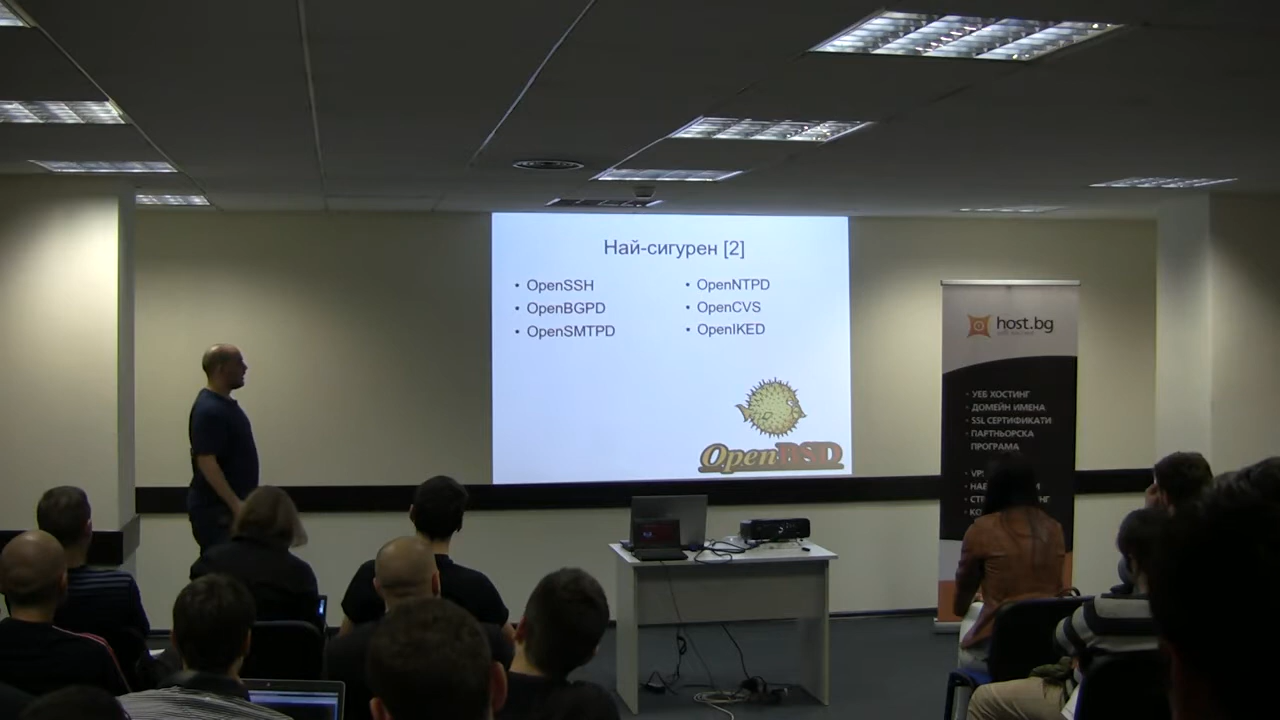 Най-сигурен [2]
• OpenSSH
• OpenBGPD
• OpenSMTPD
• OpenNTPD
• OpenCVS
• OpenIKED
OpenBSD
host.bg
• УЕБ ХОСТИНГ
• ДОМЕЙН ИМЕНА
• SSL СЕРТИФИКАТИ
• ПАРТНЬОРСКА
ПРОГРАМА